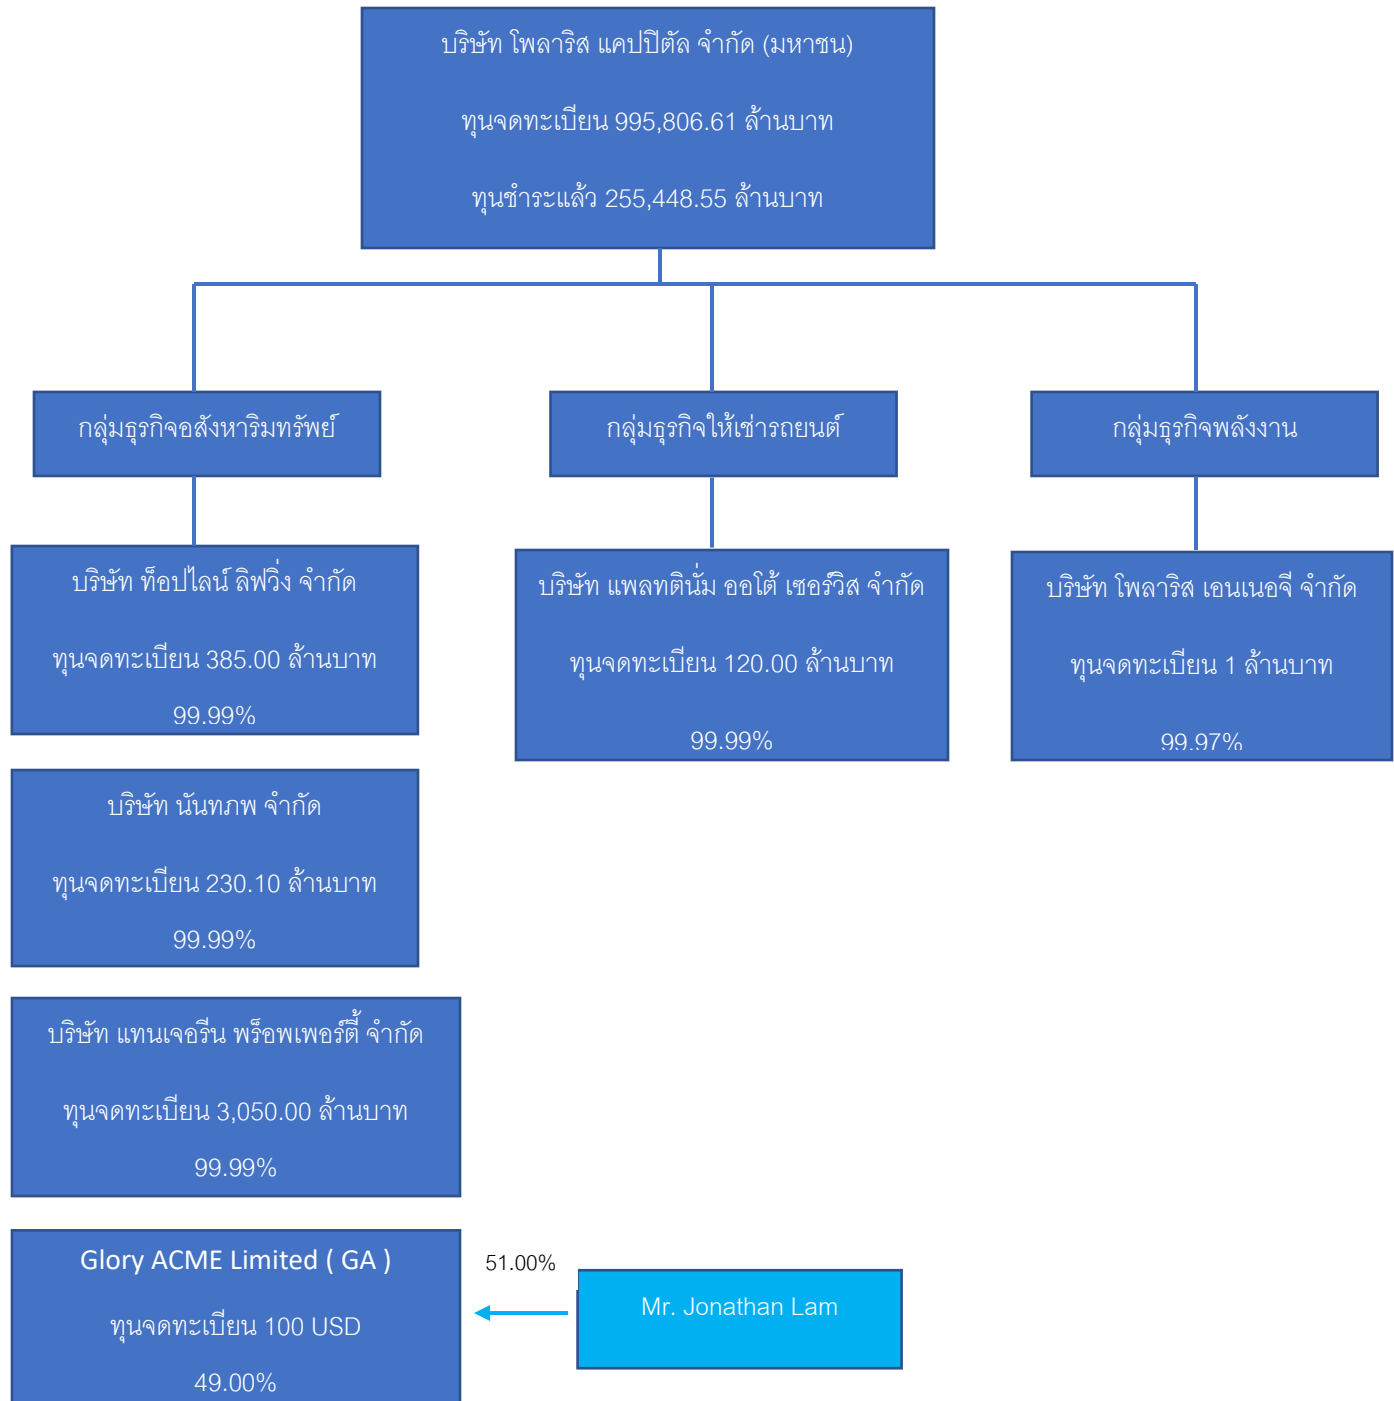 บริษัท โพลาริส แคปปิตัล จำกัด (มหาชน)
ทุนจดทะเบียน 995,806.61 ล้านบาท
ทุนชำระแล้ว 255,448.55 ล้านบาท
กลุ่มธุรกิจอสังหาริมทรัพย์
กลุ่มธุรกิจให้เช่ารถยนต์
กลุ่มธุรกิจพลังงาน
บริษัท ท็อปไลน์ ลิฟวิ่ง จำกัด
ทุนจดทะเบียน 385.00 ล้านบาท
99.99%
บริษัท แพลทตินั่ม ออโต้ เซอร์วิส จำกัด
ทุนจดทะเบียน 120.00 ล้านบาท
99.99%
บริษัท โพลาริส เอนเนอจี จำกัด
ทุนจดทะเบียน 1 ล้านบาท
99.97%
บริษัท นันทภพ จำกัด
ทุนจดทะเบียน 230.10 ล้านบาท
99.99%
บริษัท แทนเจอรีน พร็อพเพอร์ตี้ จำกัด
ทุนจดทะเบียน 3,050.00 ล้านบาท
99.99%
Glory ACME Limited ( GA )
ทุนจดทะเบียน 100 USD
49.00%
51.00%
Mr. Jonathan Lam